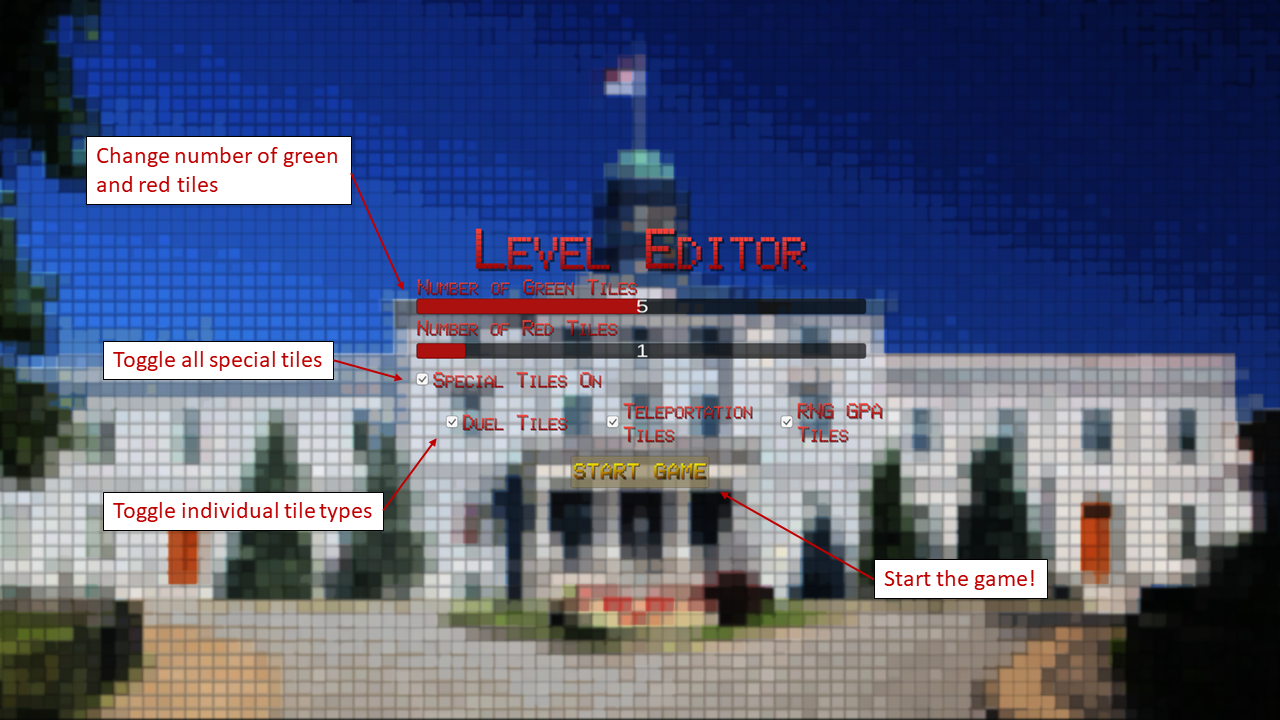 Change number of green
and red tiles
Level Editor
Number of Green Tiles
5
Number of Red Tiles
1
Toggle all special tiles
Special Tiles On
Duel Tiles
Teleportation
Tiles
RNG GPA
Tiles
START GAME
Toggle individual tile types
Start the game!